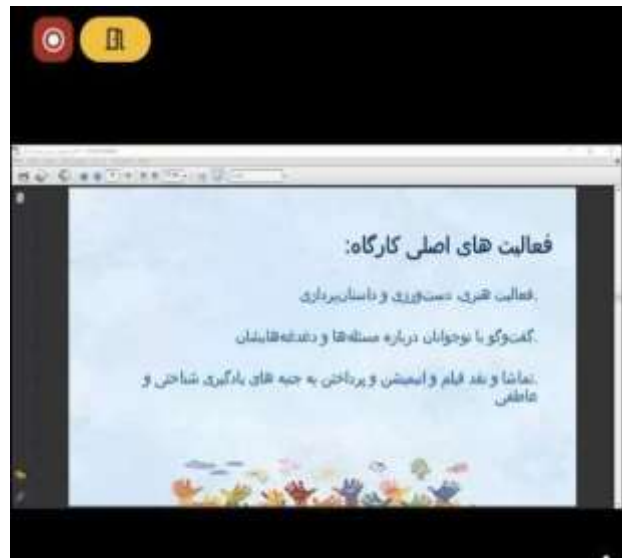 فعالیت های اصلی کارگاه:
.فعالیت هنری، دست‌ورزی و داستان‌پردازی
.گفت‌وگو با نوجوانان درباره مسئله‌ها و دغدغه‌هایشان
.تماشا و نقد فیلم و انیمیشن و پرداختن به جنبه های یادگیری شناختی و
عاطفی